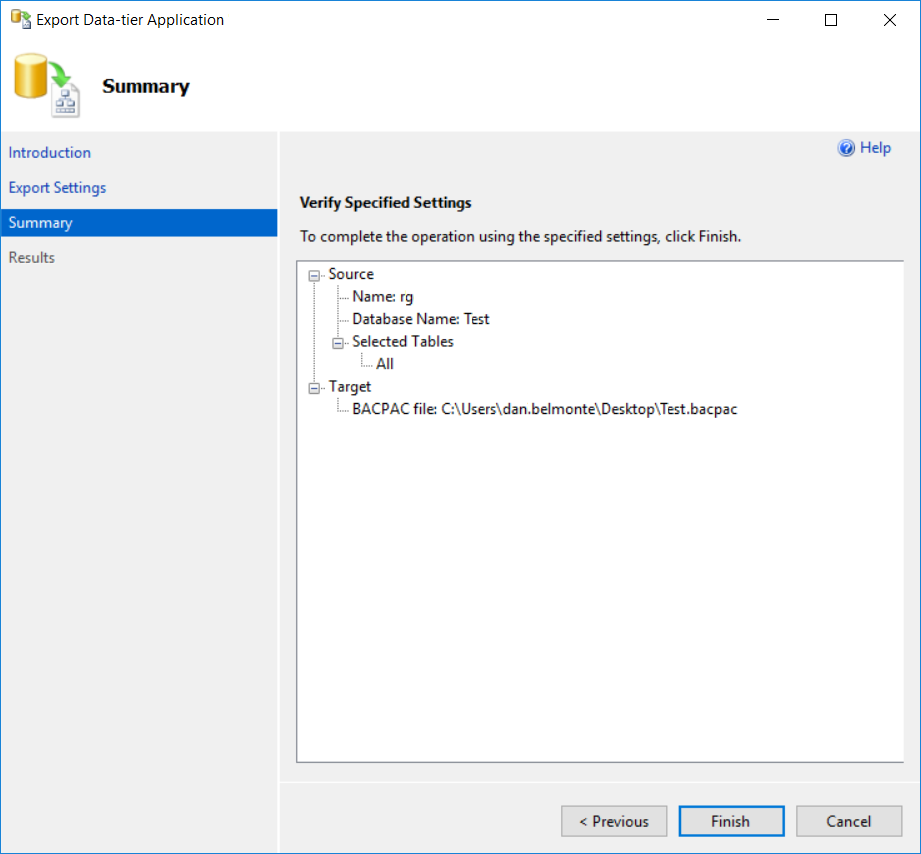 Export Data-tier Application
Summary
Introduction
Export Settings
Summary
Results
Help
Verify Specified Settings
To complete the operation using the specified settings, click Finish.
Source
Name: rg
Database Name: Test
Selected Tables
All
Target
BACPAC file: C:\Users\dan.belmonte\Desktop\Test.bacpac
< Previous
Finish
Cancel